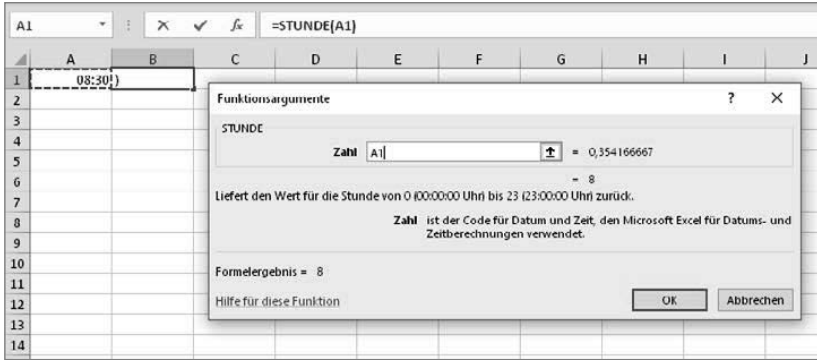 A1 fx =STUNDE(A1)
A B C D E F G H I J
1 08:30 )
2
3 Funktionsargumente ? ×
STUNDE
4 Zahl A1 = 0,354166667
5
6 = 8
7 Liefert den Wert für die Stunde von 0 (00:00:00 Uhr) bis 23 (23:00:00 Uhr) zurück.
8 Zahl ist der Code für Datum und Zeit, den Microsoft Excel für Datums- und
9 Zeitberechnungen verwendet.
10 Formelergebnis = 8
11
12 Hilfe für diese Funktion OK Abbrechen
13
14